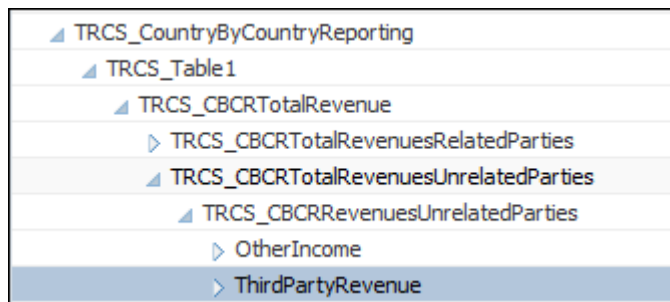 TRCS_CountryByCountryReporting
TRCS_Table1
TRCS_CBCRTotalRevenue
TRCS_CBCRTotalRevenuesRelatedParties
TRCS_CBCRTotalRevenuesUnrelatedParties
TRCS_CBCRRevenuesUnrelatedParties
OtherIncome
ThirdPartyRevenue